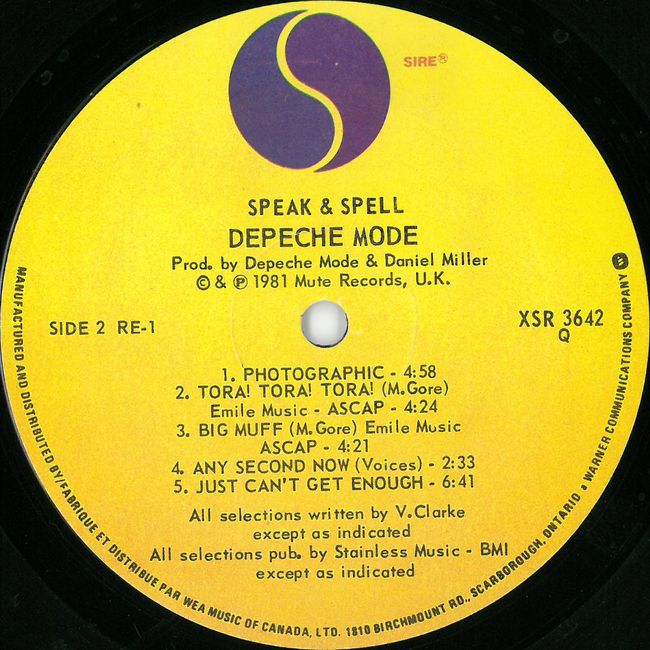 SIRE®
SPEAK & SPELL
DEPECHE MODE
Prod. by Depeche Mode & Daniel Miller
© & ℗ 1981 Mute Records, U.K.
SIDE 2 RE-1
XSR 3642
Q
1. PHOTOGRAPHIC - 4:58
2. TORA! TORA! TORA! (M.Gore)
Emile Music - ASCAP - 4:24
3. BIG MUFF (M.Gore) Emile Music
ASCAP - 4:21
4. ANY SECOND NOW (Voices) - 2:33
5. JUST CAN'T GET ENOUGH - 6:41
All selections written by V.Clarke
except as indicated
All selections pub. by Stainless Music - BMI
except as indicated
MANUFACTURED AND DISTRIBUTED BY/FABRIQUE ET DISTRIBUE PAR WEA MUSIC OF CANADA, LTD. 1810 BIRCHMOUNT RD., SCARBOROUGH, ONTARIO • WARNER COMMUNICATIONS COMPANY